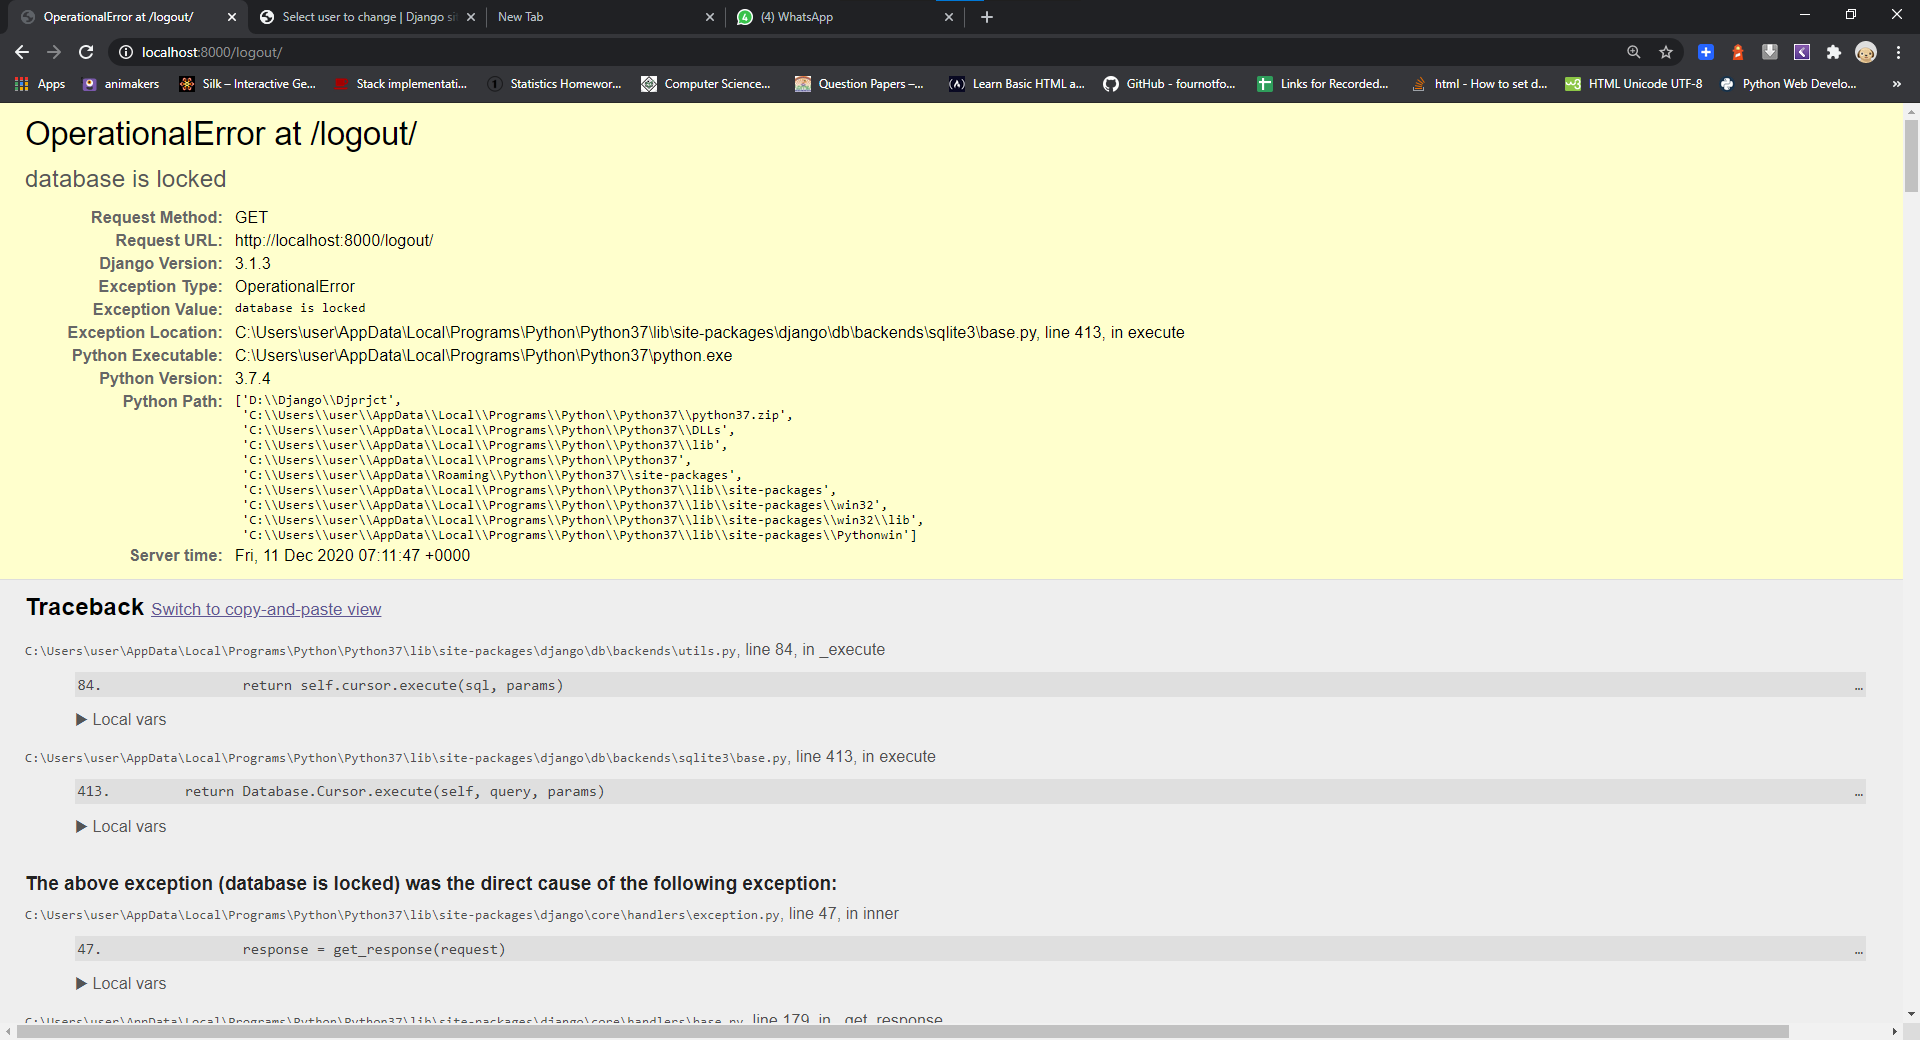 OperationalError at /logout/
Select user to change | Django si
New Tab
(4) WhatsApp
localhost:8000/logout/
Apps
animakers
Silk – Interactive Ge...
Stack implementati...
Statistics Homewor...
Computer Science...
Question Papers –...
Learn Basic HTML a...
GitHub - fournotfo...
Links for Recorded...
html - How to set d...
HTML Unicode UTF-8
Python Web Develo...
»
OperationalError at /logout/
database is locked
Request Method: GET
Request URL: http://localhost:8000/logout/
Django Version: 3.1.3
Exception Type: OperationalError
Exception Value: database is locked
Exception Location: C:\Users\user\AppData\Local\Programs\Python\Python37\lib\site-packages\django\db\backends\sqlite3\base.py, line 413, in execute
Python Executable: C:\Users\user\AppData\Local\Programs\Python\Python37\python.exe
Python Version: 3.7.4
Python Path: ['D:\\Django\\Djprjct',
'C:\\Users\\user\\AppData\\Local\\Programs\\Python\\Python37\\python37.zip',
'C:\\Users\\user\\AppData\\Local\\Programs\\Python\\Python37\\DLLs',
'C:\\Users\\user\\AppData\\Local\\Programs\\Python\\Python37\\lib',
'C:\\Users\\user\\AppData\\Local\\Programs\\Python\\Python37',
'C:\\Users\\user\\AppData\\Roaming\\Python\\Python37\\site-packages',
'C:\\Users\\user\\AppData\\Local\\Programs\\Python\\Python37\\lib\\site-packages',
'C:\\Users\\user\\AppData\\Local\\Programs\\Python\\Python37\\lib\\site-packages\\win32',
'C:\\Users\\user\\AppData\\Local\\Programs\\Python\\Python37\\lib\\site-packages\\win32\\lib',
'C:\\Users\\user\\AppData\\Local\\Programs\\Python\\Python37\\lib\\site-packages\\Pythonwin']
Server time: Fri, 11 Dec 2020 07:11:47 +0000
Traceback Switch to copy-and-paste view
C:\Users\user\AppData\Local\Programs\Python\Python37\lib\site-packages\django\db\backends\utils.py, line 84, in _execute
84. return self.cursor.execute(sql, params) …
▶ Local vars
C:\Users\user\AppData\Local\Programs\Python\Python37\lib\site-packages\django\db\backends\sqlite3\base.py, line 413, in execute
413. return Database.Cursor.execute(self, query, params) …
▶ Local vars
The above exception (database is locked) was the direct cause of the following exception:
C:\Users\user\AppData\Local\Programs\Python\Python37\lib\site-packages\django\core\handlers\exception.py, line 47, in inner
47. response = get_response(request) …
▶ Local vars
C:\Users\user\AppData\Local\Programs\Python\Python37\lib\site-packages\django\core\handlers\base.py, line 179, in _get_response